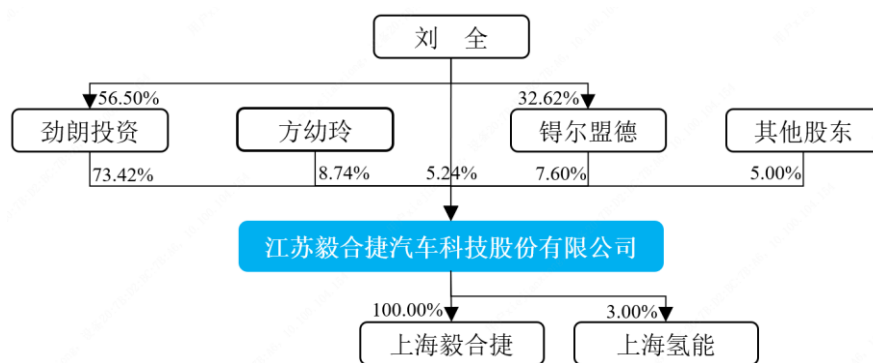 刘 全
56.50%
32.62%
劲朗投资
方幼玲
锝尔盟德
其他股东
73.42%
8.74%
5.24%
7.60%
5.00%
江苏毅合捷汽车科技股份有限公司
100.00%
3.00%
上海毅合捷
上海氢能